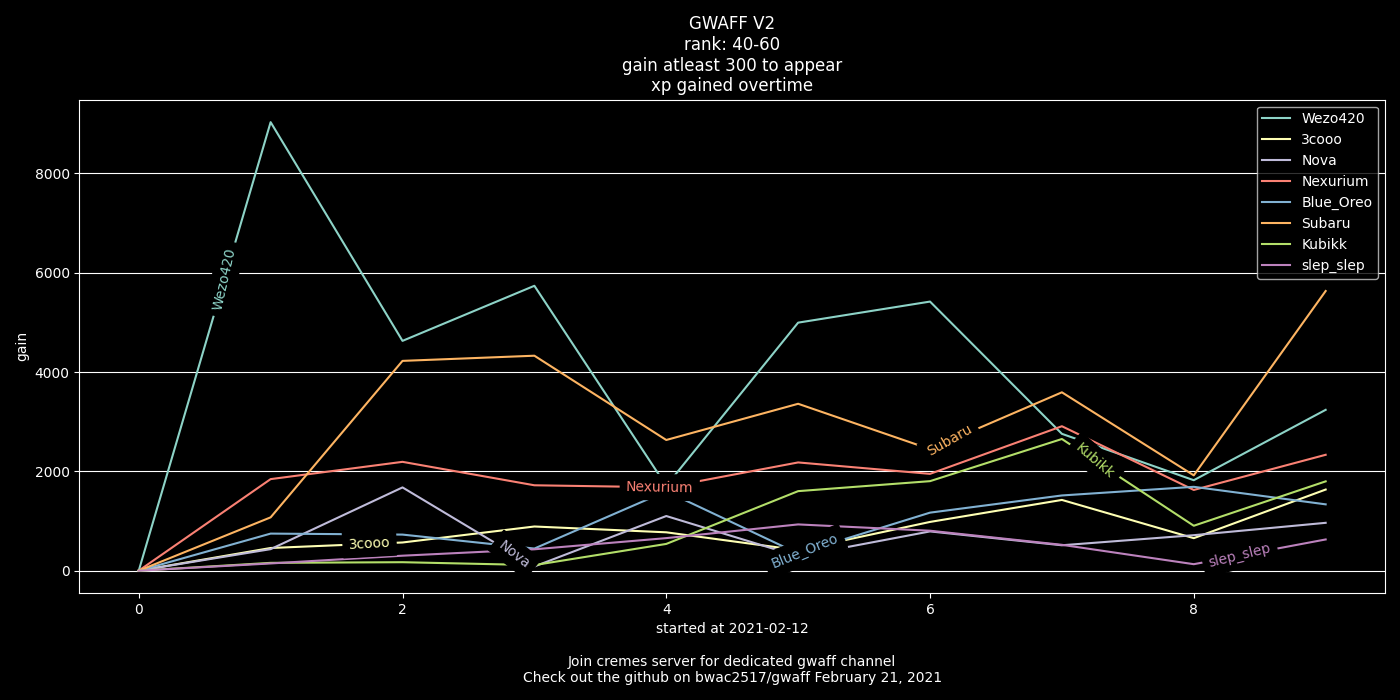 GWAFF V2
rank: 40-60
gain atleast 300 to appear
xp gained overtime
Wezo420
3cooo
Nova
Nexurium
Blue_Oreo
Subaru
Kubikk
slep_slep
gain
8000
6000
4000
2000
0
Wezo420
3cooo
Nova
Nexurium
Blue_Oreo
Subaru
Kubikk
slep_slep
0 2 4 6 8
started at 2021-02-12
Join cremes server for dedicated gwaff channel
Check out the github on bwac2517/gwaff February 21, 2021